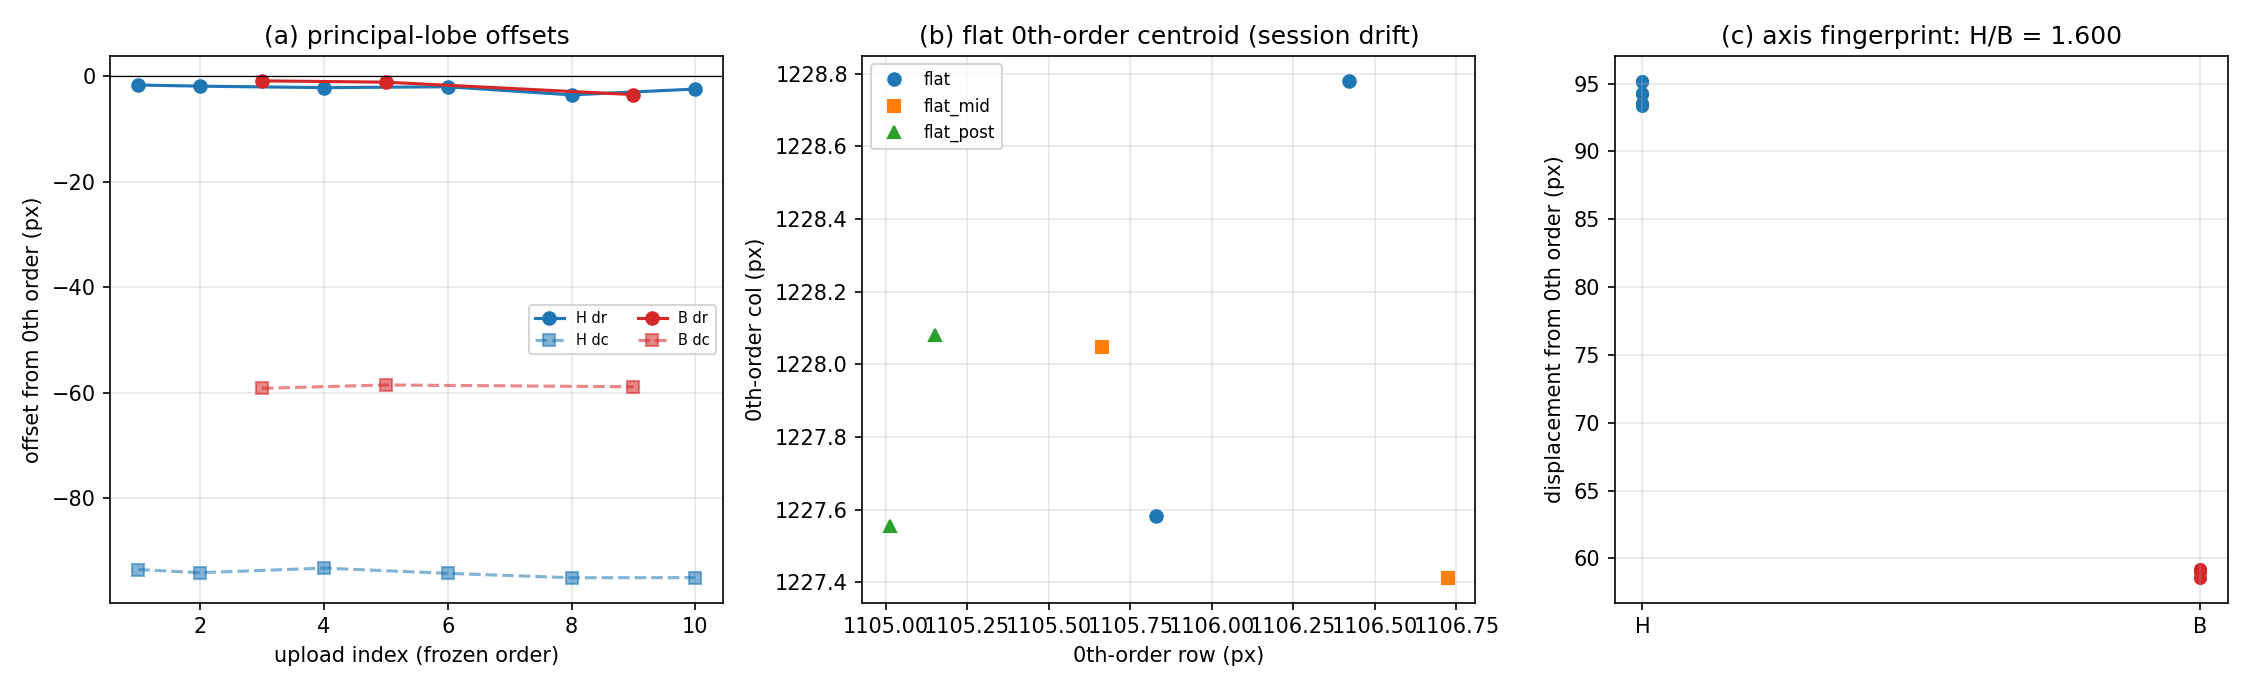 (a) principal-lobe offsets
offset from 0th order (px)
0
−20
−40
−60
−80
H dr
H dc
B dr
B dc
2
4
6
8
10
upload index (frozen order)
(b) flat 0th-order centroid (session drift)
0th-order col (px)
flat
flat_mid
flat_post
1228.8
1228.6
1228.4
1228.2
1228.0
1227.8
1227.6
1227.4
1105.00
1105.25
1105.50
1105.75
1106.00
1106.25
1106.50
1106.75
0th-order row (px)
(c) axis fingerprint: H/B = 1.600
displacement from 0th order (px)
95
90
85
80
75
70
65
60
H
B